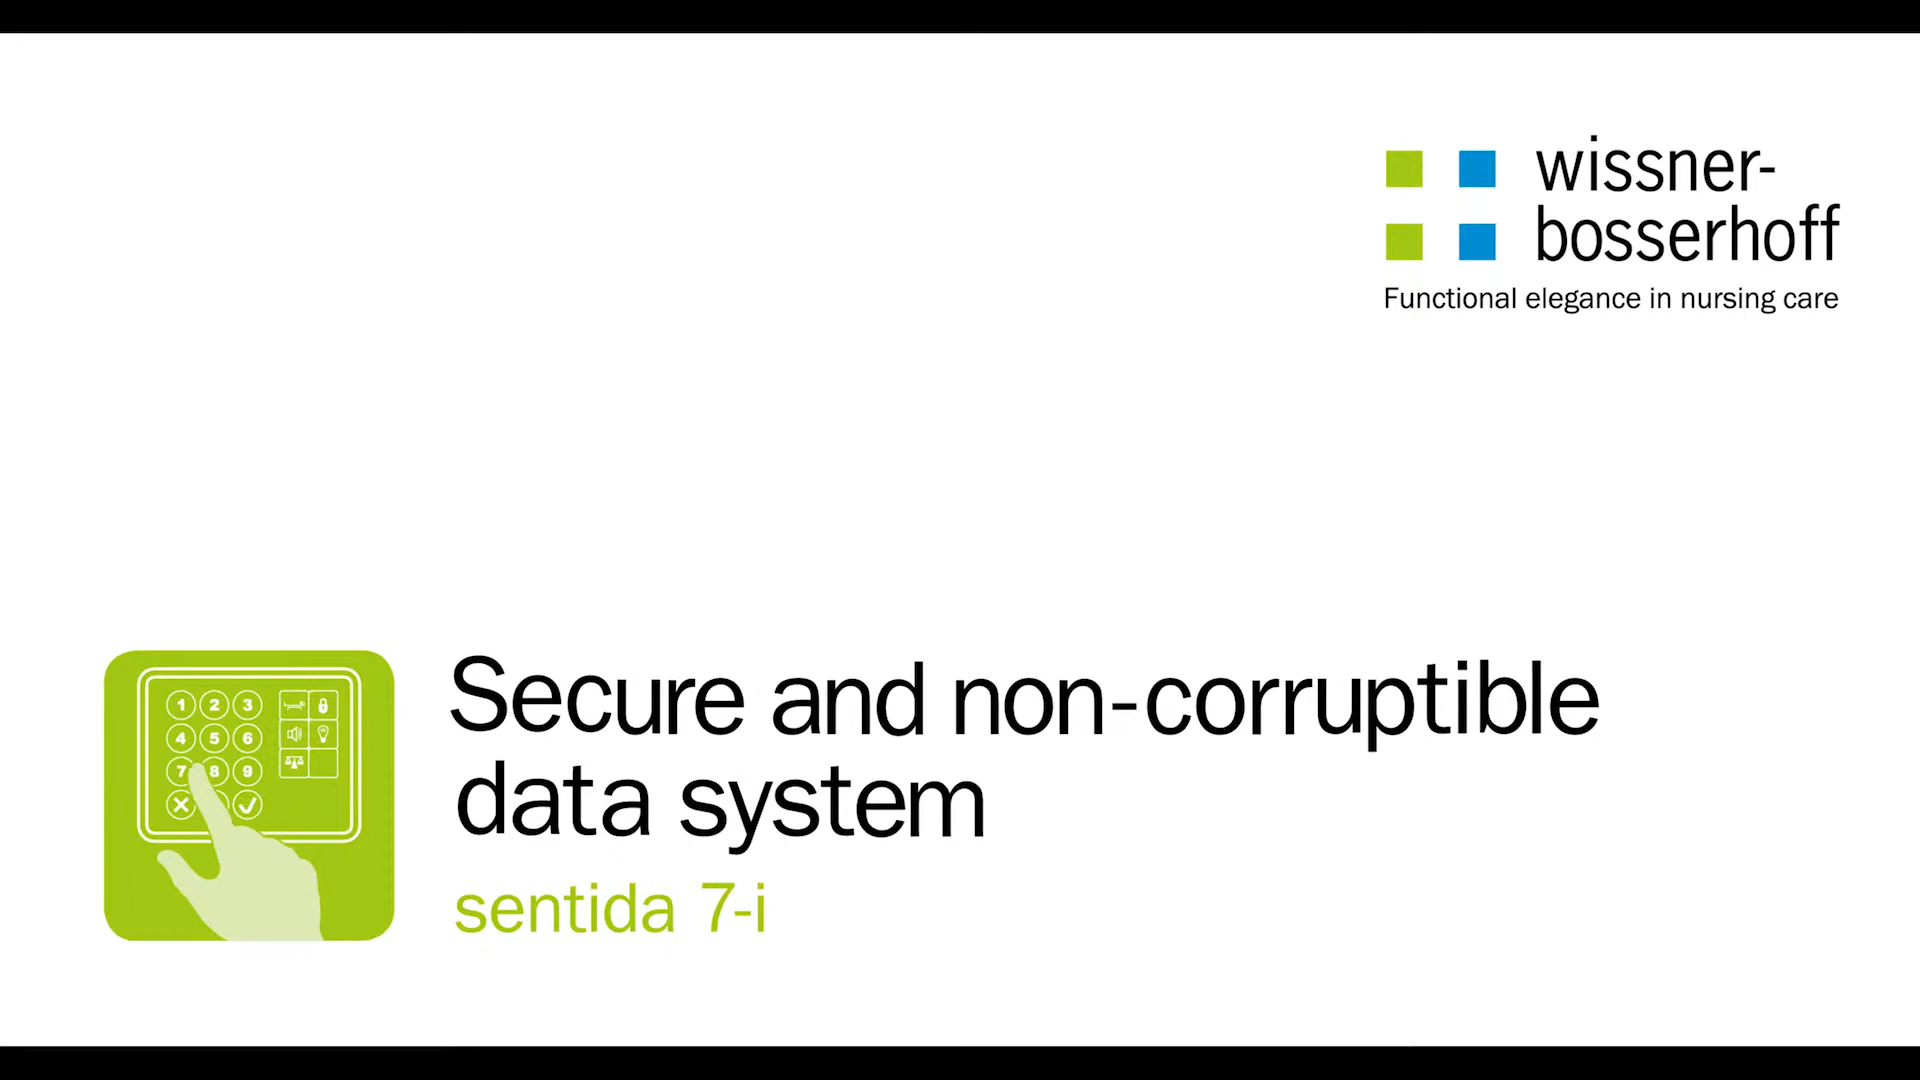 wissner-
bosserhoff
Functional elegance in nursing care
1 2 3
4 5 6
7 8 9
Secure and non-corruptible
data system
sentida 7-i